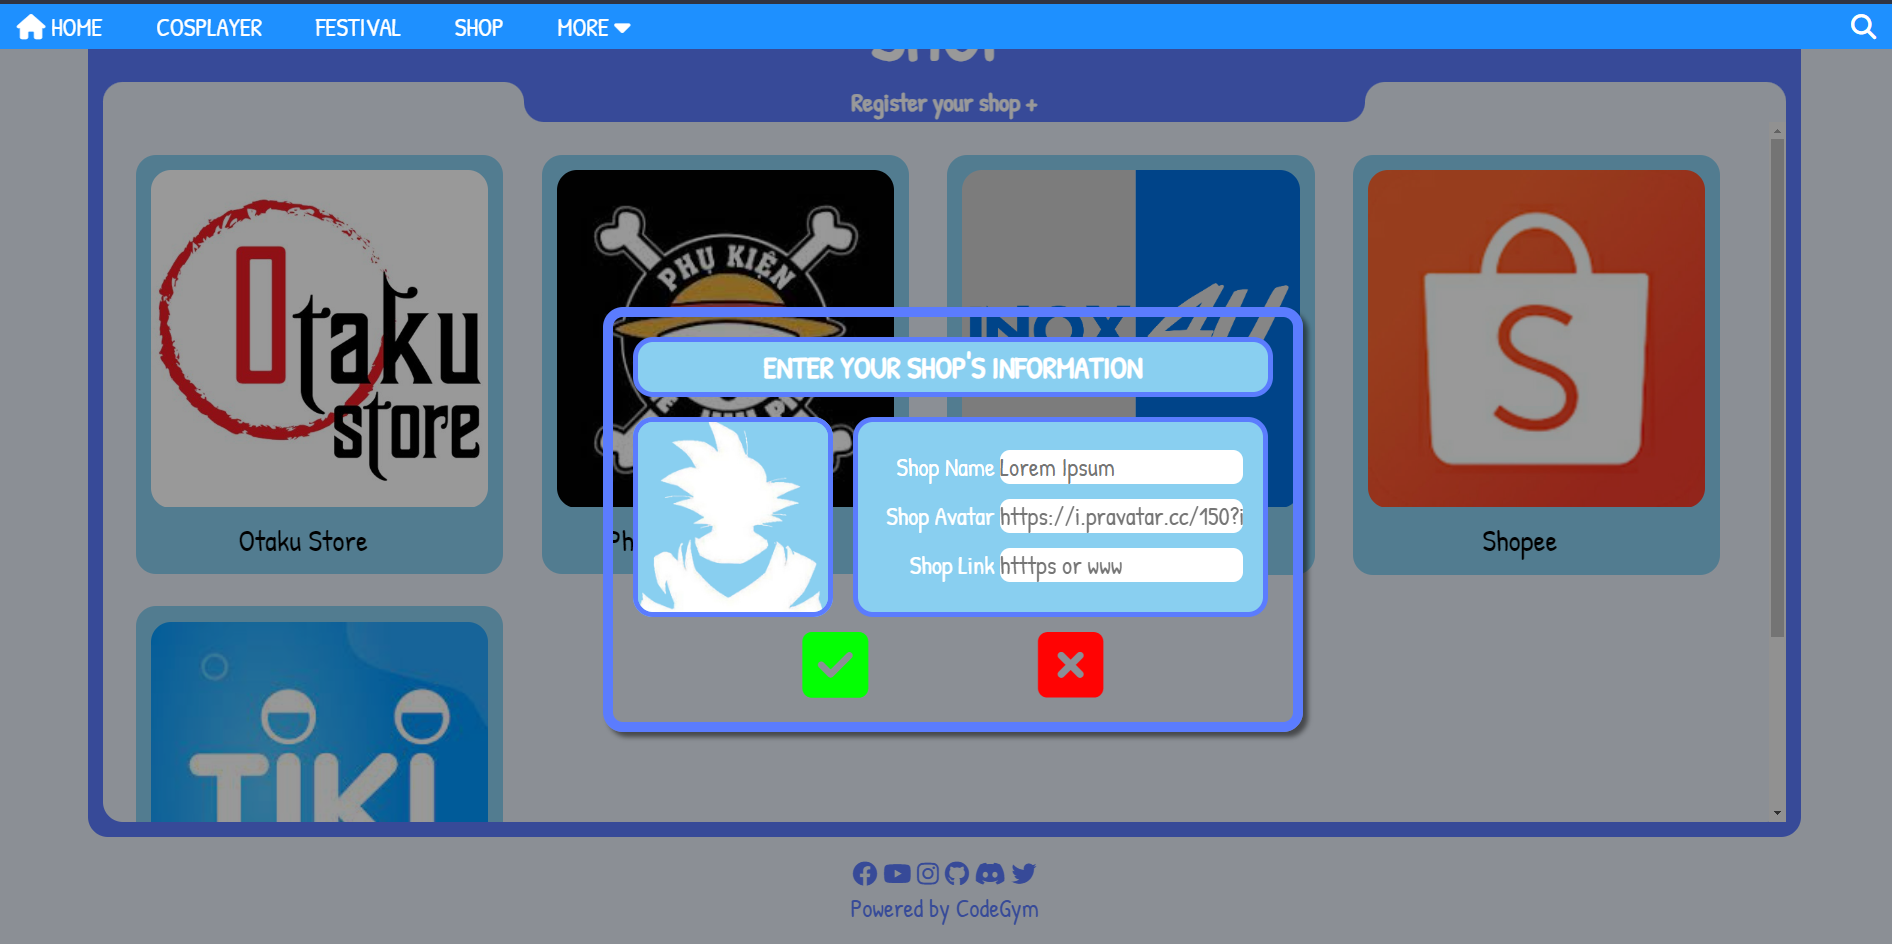 HOME COSPLAYER FESTIVAL SHOP MORE
Register your shop +
Otaku
store
Otaku Store
PHỤ KIỆN
Ph
INOX 4U
S
Shopee
TIKI
ENTER YOUR SHOP'S INFORMATION
Shop Name Lorem Ipsum
Shop Avatar https://i.pravatar.cc/150?i
Shop Link htttps or www
Powered by CodeGym